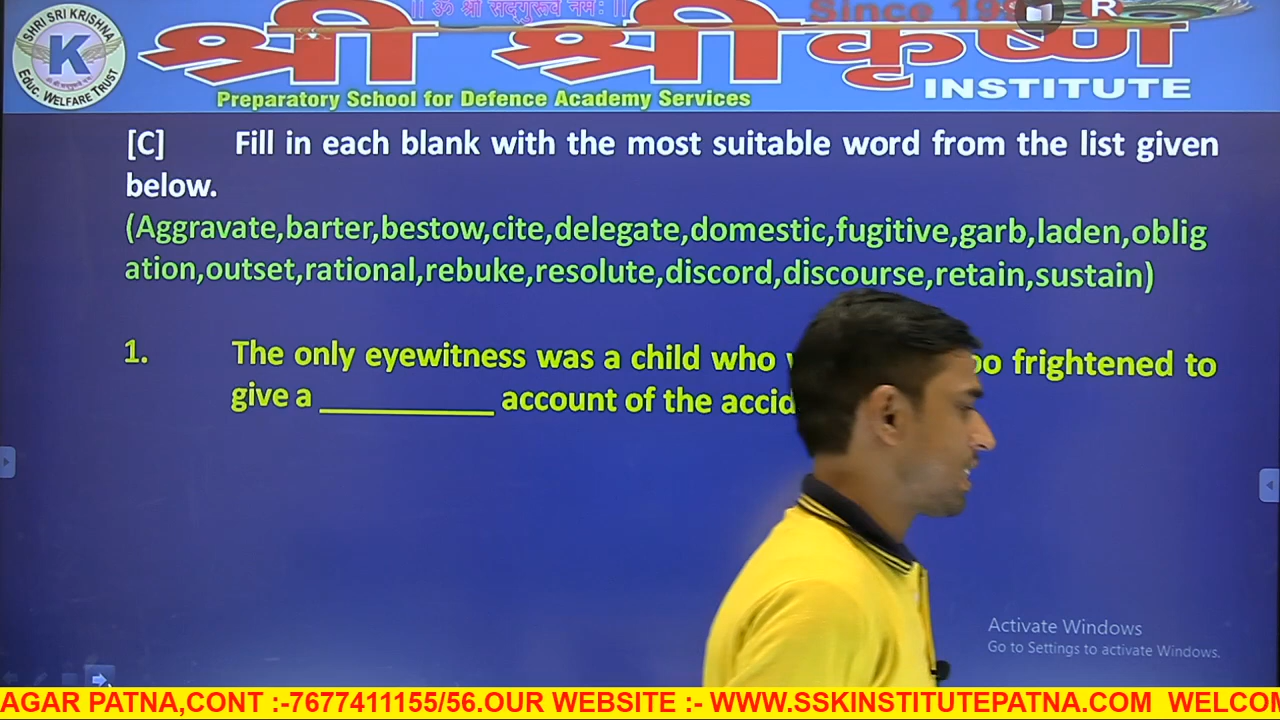 || ॐ श्री सद्गुरूवे नमः ||
Since 199
R
SHRI SRI KRISHNA
K
EDUC. WELFARE TRUST
श्री श्री कृष्ण
INSTITUTE
Preparatory School for Defence Academy Services
[C] Fill in each blank with the most suitable word from the list given
below.
(Aggravate,barter,bestow,cite,delegate,domestic,fugitive,garb,laden,oblig
ation,outset,rational,rebuke,resolute,discord,discourse,retain,sustain)
1. The only eyewitness was a child who frightened to
give a __________ account of the accid
Activate Windows
Go to Settings to activate Windows.
AGAR PATNA,CONT :-7677411155/56.OUR WEBSITE :- WWW.SSKINSTITUTEPATNA.COM WELCOM